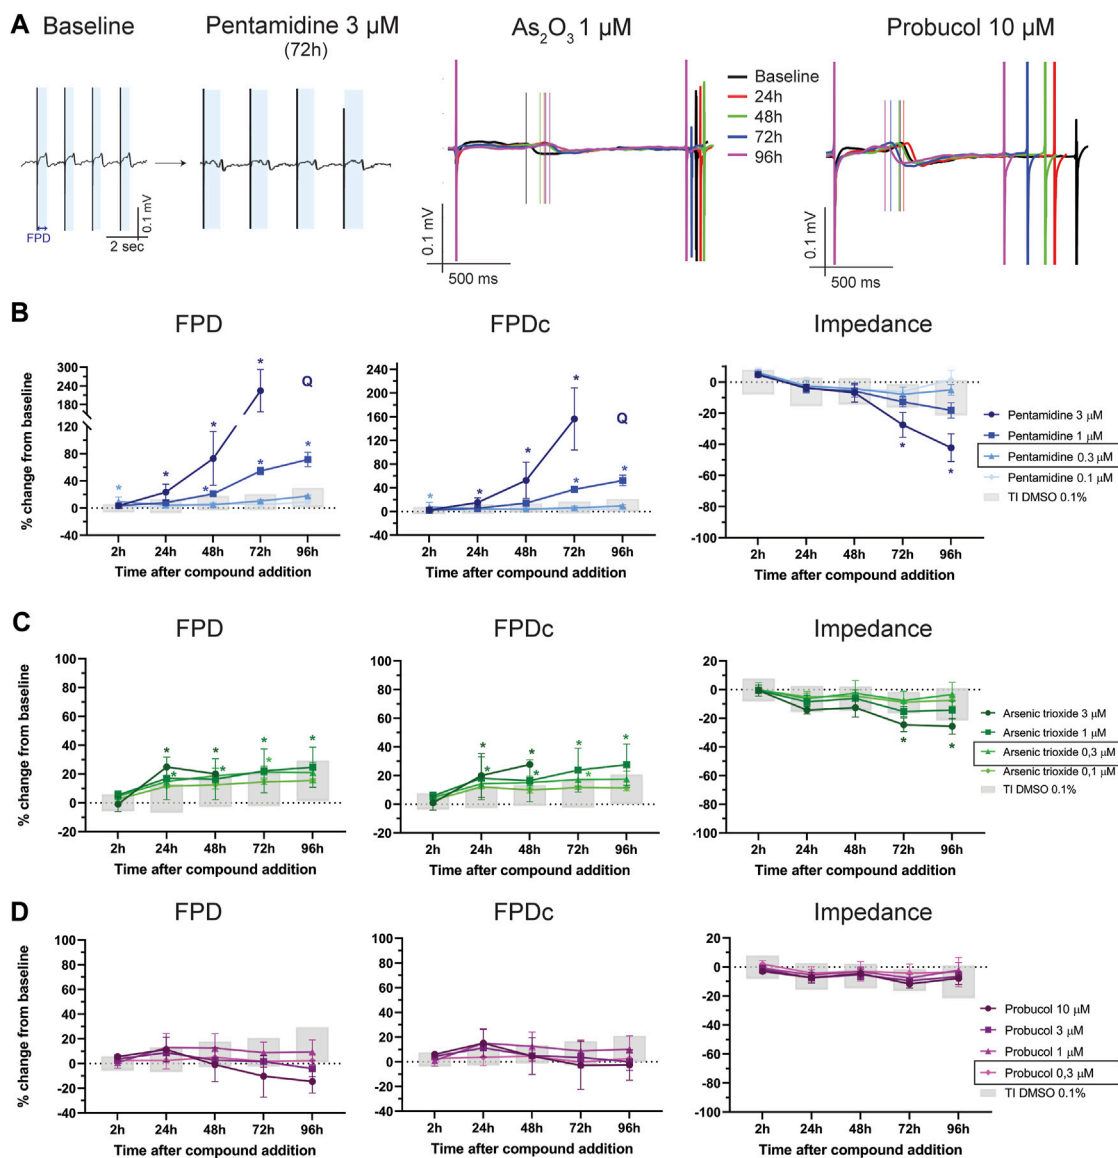 A
Baseline
Pentamidine 3 µM
(72h)
As2O3 1 µM
Probucol 10 µM
Baseline
24h
48h
72h
96h
FPD
2 sec
0.1 mV
0.1 mV
500 ms
0.1 mV
500 ms
B
FPD
FPDc
Impedance
% change from baseline
300
240
180
120
80
40
0
-40
* * * * * * * * Q
2h 24h 48h 72h 96h
Time after compound addition
240
200
160
120
80
40
0
-40
* * * * * * Q
2h 24h 48h 72h 96h
Time after compound addition
0
-20
-40
-60
-80
-100
* *
2h 24h 48h 72h 96h
Time after compound addition
Pentamidine 3 µM
Pentamidine 1 µM
Pentamidine 0.3 µM
Pentamidine 0.1 µM
TI DMSO 0.1%
C
FPD
FPDc
Impedance
% change from baseline
100
80
60
40
20
0
-20
* * * * * * *
2h 24h 48h 72h 96h
Time after compound addition
100
80
60
40
20
0
-20
* * * * * * *
2h 24h 48h 72h 96h
Time after compound addition
20
0
-20
-40
-60
-80
-100
* *
2h 24h 48h 72h 96h
Time after compound addition
Arsenic trioxide 3 µM
Arsenic trioxide 1 µM
Arsenic trioxide 0,3 µM
Arsenic trioxide 0,1 µM
TI DMSO 0.1%
D
FPD
FPDc
Impedance
% change from baseline
100
80
60
40
20
0
-20
-40
2h 24h 48h 72h 96h
Time after compound addition
100
80
60
40
20
0
-20
-40
2h 24h 48h 72h 96h
Time after compound addition
20
0
-20
-40
-60
-80
-100
2h 24h 48h 72h 96h
Time after compound addition
Probucol 10 µM
Probucol 3 µM
Probucol 1 µM
Probucol 0,3 µM
TI DMSO 0.1%